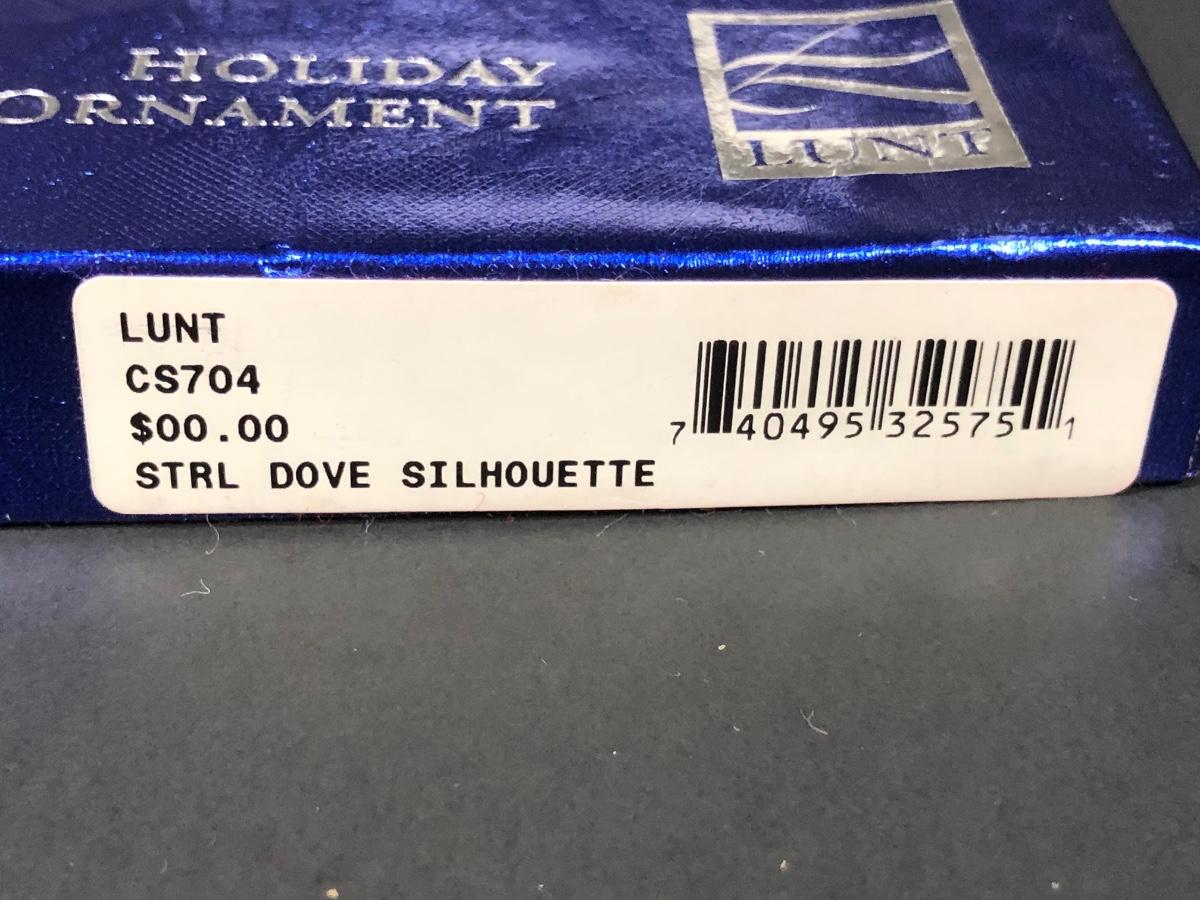 HOLIDAY
ORNAMENT
LUNT
LUNT
CS704
$00.00
STRL DOVE SILHOUETTE
7 40495 32575 1